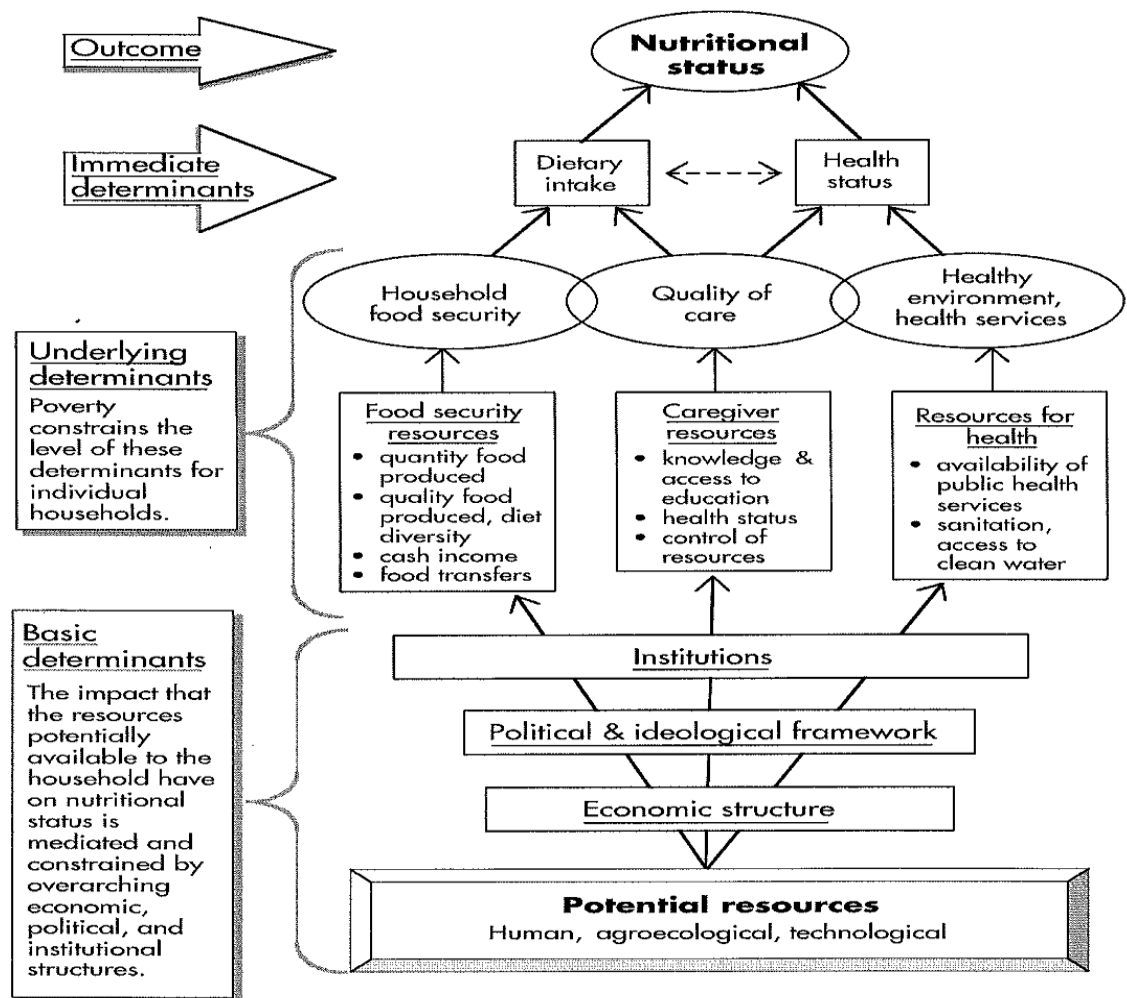 Outcome
Nutritional
status
Immediate
determinants
Dietary
intake
Health
status
Household
food security
Quality of
care
Healthy
environment,
health services
Underlying
determinants
Poverty
constrains the
level of these
determinants for
individual
households.
Food security
resources
• quantity food
produced
• quality food
produced, diet
diversity
• cash income
• food transfers
Caregiver
resources
• knowledge &
access to
education
• health status
• control of
resources
Resources for
health
• availability of
public health
services
• sanitation,
access to
clean water
Basic
determinants
The impact that
the resources
potentially
available to the
household have
on nutritional
status is
mediated and
constrained by
overarching
economic,
political, and
institutional
structures.
Institutions
Political & ideological framework
Economic structure
Potential resources
Human, agroecological, technological